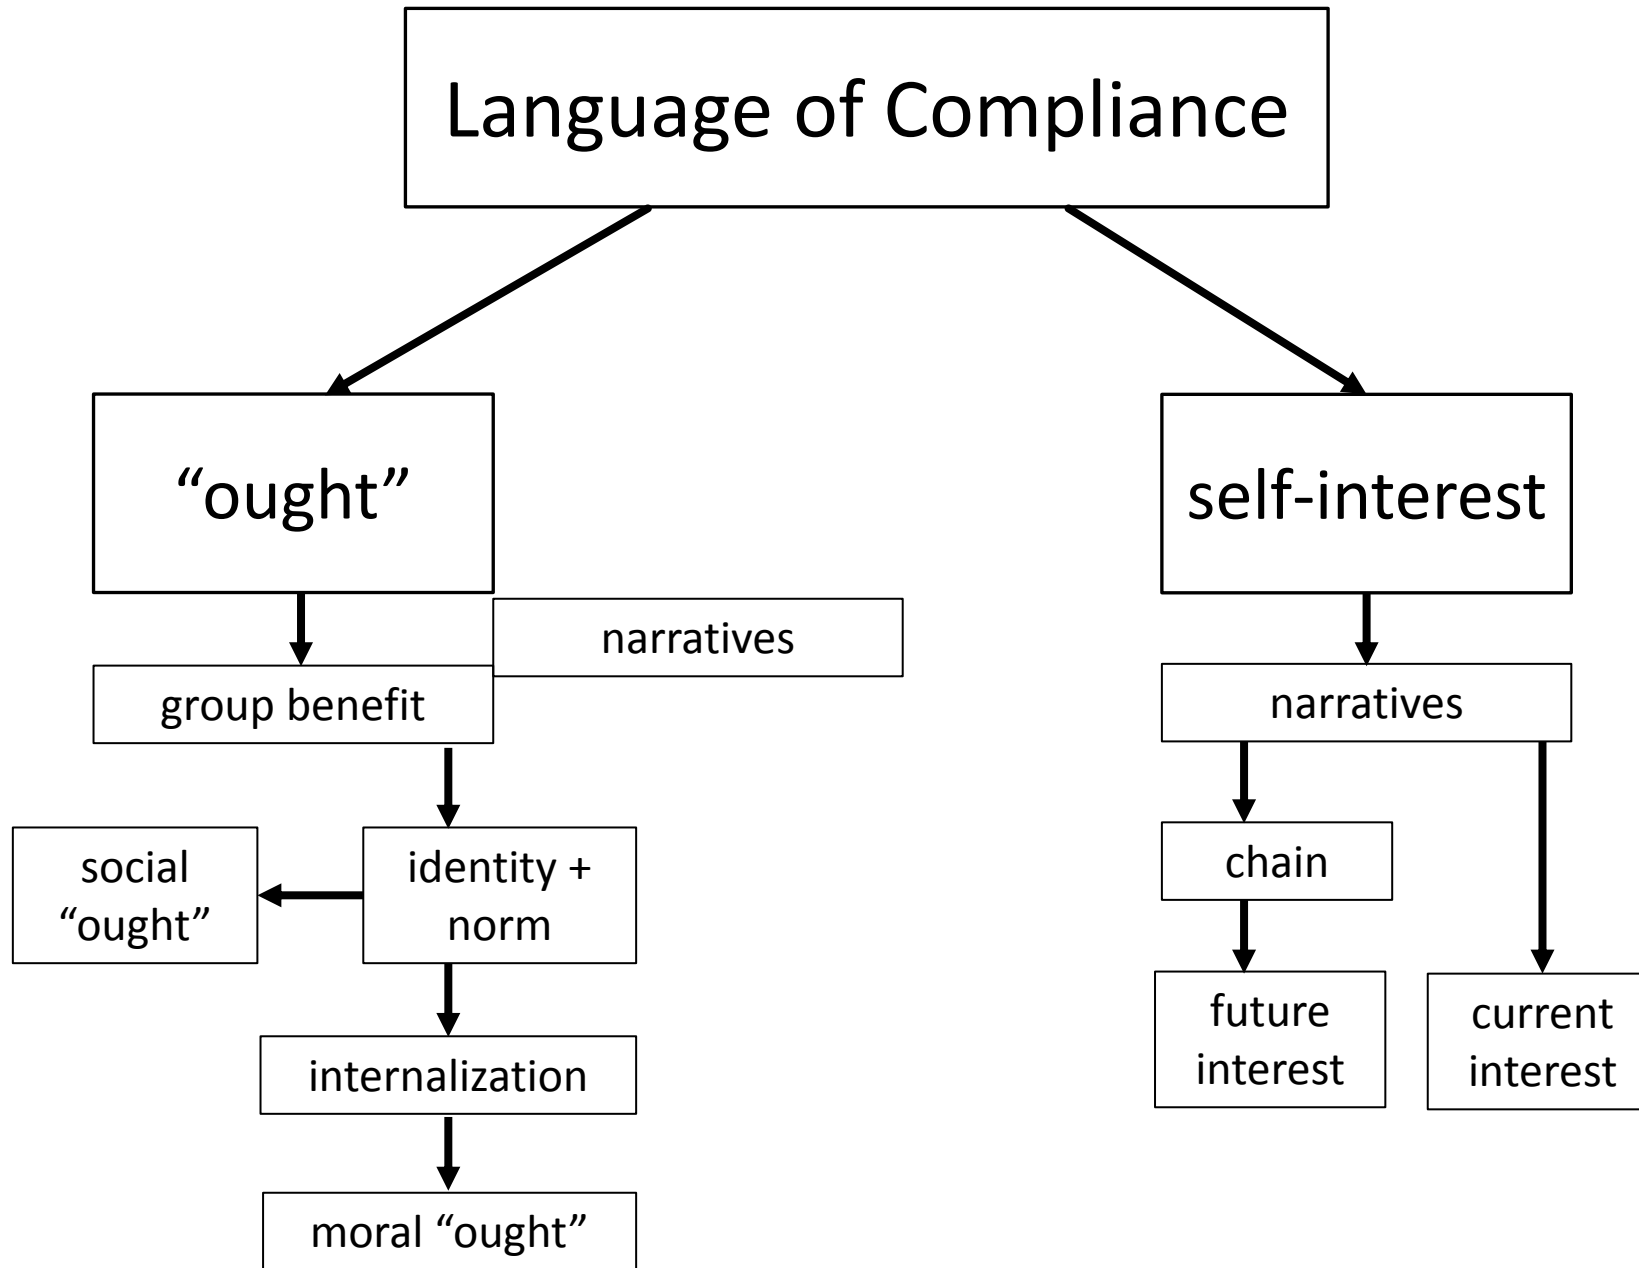 Language of Compliance
“ought”
self-interest
narratives
group benefit
narratives
social
“ought”
identity +
norm
chain
internalization
future
interest
current
interest
moral “ought”